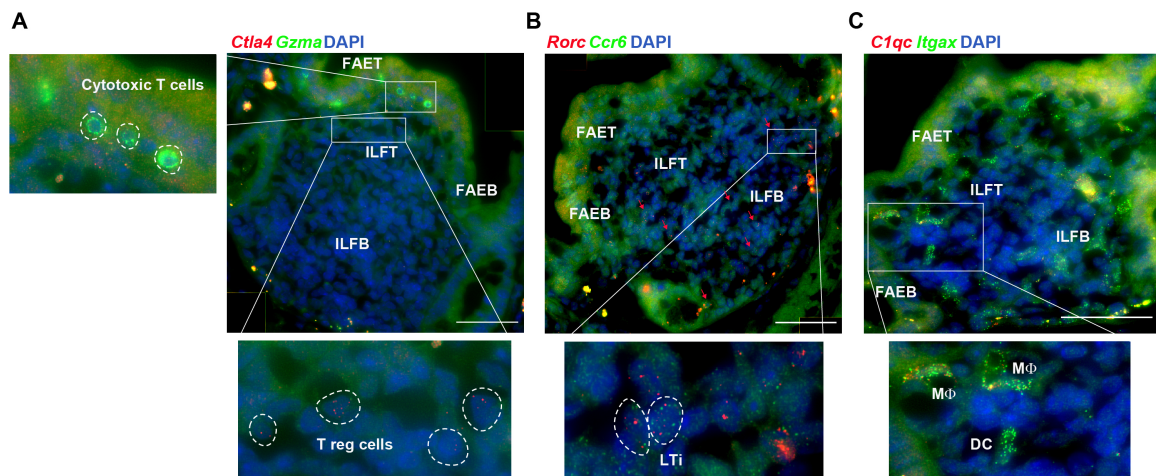 A
Ctla4 Gzma DAPI
Cytotoxic T cells
FAET
ILFT
FAEB
ILFB
T reg cells
B
Rorc Ccr6 DAPI
FAET
ILFT
ILFB
FAEB
LTi
C
C1qc Itgax DAPI
FAET
ILFT
ILFB
FAEB
MΦ
MΦ
DC